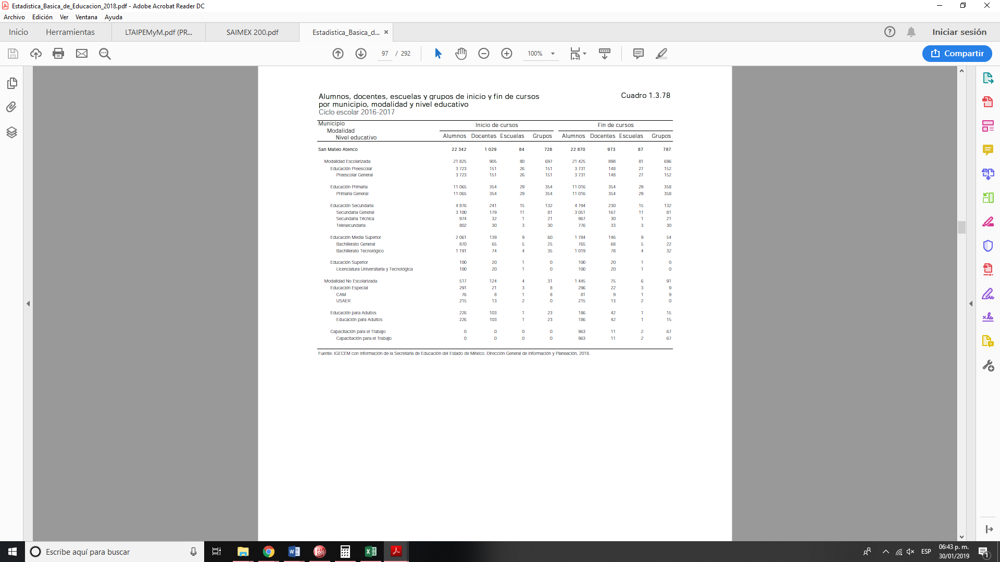 Estadistica_Basica_de_Educacion_2018.pdf - Adobe Acrobat Reader DC
Archivo Edición Ver Ventana Ayuda
Inicio Herramientas LTAIPEMyM.pdf (PR... SAIMEX 200.pdf Estadistica_Basica_d... Iniciar sesión
97 / 292 100% Compartir
Alumnos, docentes, escuelas y grupos de inicio y fin de cursos Cuadro 1.3.78
por municipio, modalidad y nivel educativo
Ciclo escolar 2016-2017
Municipio Inicio de cursos Fin de cursos
Modalidad
Nivel educativo Alumnos Docentes Escuelas Grupos Alumnos Docentes Escuelas Grupos
San Mateo Atenco 22 342 1 029 84 728 22 870 973 87 787
Modalidad Escolarizada 21 825 905 80 697 21 425 898 81 696
Educación Preescolar 3 723 151 26 151 3 731 148 27 152
Preescolar General 3 723 151 26 151 3 731 148 27 152
Educación Primaria 11 065 354 29 354 11 016 354 29 358
Primaria General 11 065 354 29 354 11 016 354 29 358
Educación Secundaria 4 876 241 15 132 4 794 230 15 132
Secundaria General 3 100 179 11 81 3 051 167 11 81
Secundaria Técnica 974 32 1 21 967 30 1 21
Telesecundaria 802 30 3 30 776 33 3 30
Educación Media Superior 2 061 139 9 60 1 784 146 9 54
Bachillerato General 870 65 5 25 765 68 5 22
Bachillerato Tecnológico 1 191 74 4 35 1 019 78 4 32
Educación Superior 100 20 1 0 100 20 1 0
Licenciatura Universitaria y Tecnológica 100 20 1 0 100 20 1 0
Modalidad No Escolarizada 517 124 4 31 1 445 75 6 91
Educación Especial 291 21 3 8 296 22 3 9
CAM 76 8 1 8 81 9 1 9
USAER 215 13 2 0 215 13 2 0
Educación para Adultos 226 103 1 23 186 42 1 15
Educación para Adultos 226 103 1 23 186 42 1 15
Capacitación para el Trabajo 0 0 0 0 963 11 2 67
Capacitación para el Trabajo 0 0 0 0 963 11 2 67
Fuente: IGECEM con información de la Secretaría de Educación del Estado de México. Dirección General de Información y Planeación, 2018.
Escribe aquí para buscar
ESP
06:43 p. m.
30/01/2019
1